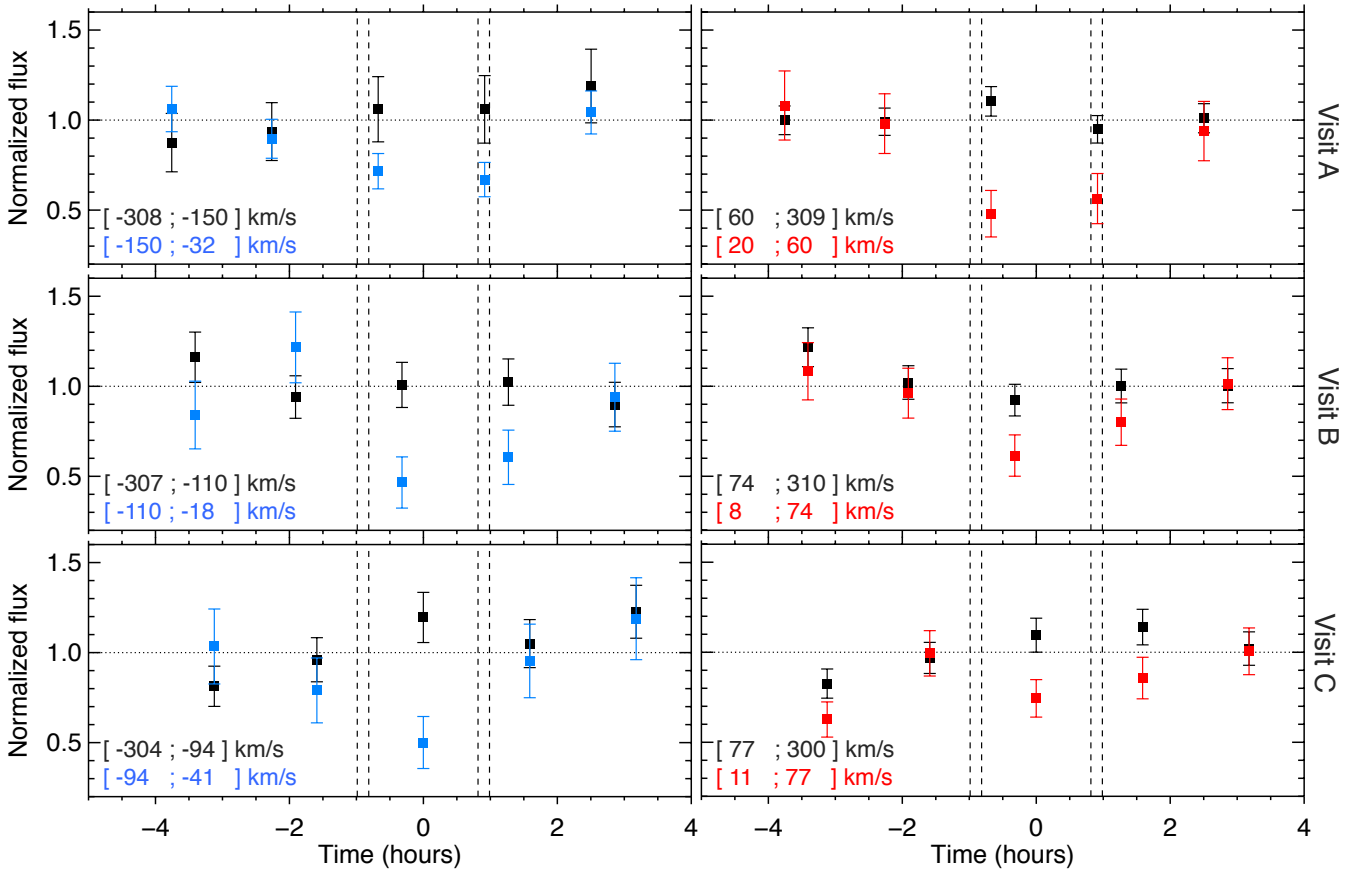 1.5
1.0
0.5
Normalized flux
[ -308 ; -150 ] km/s
[ -150 ; -32 ] km/s
[ 60 ; 309 ] km/s
[ 20 ; 60 ] km/s
Visit A
1.5
1.0
0.5
Normalized flux
[ -307 ; -110 ] km/s
[ -110 ; -18 ] km/s
[ 74 ; 310 ] km/s
[ 8 ; 74 ] km/s
Visit B
1.5
1.0
0.5
Normalized flux
[ -304 ; -94 ] km/s
[ -94 ; -41 ] km/s
[ 77 ; 300 ] km/s
[ 11 ; 77 ] km/s
Visit C
−4 −2 0 2 4
−4 −2 0 2 4
Time (hours)
Time (hours)